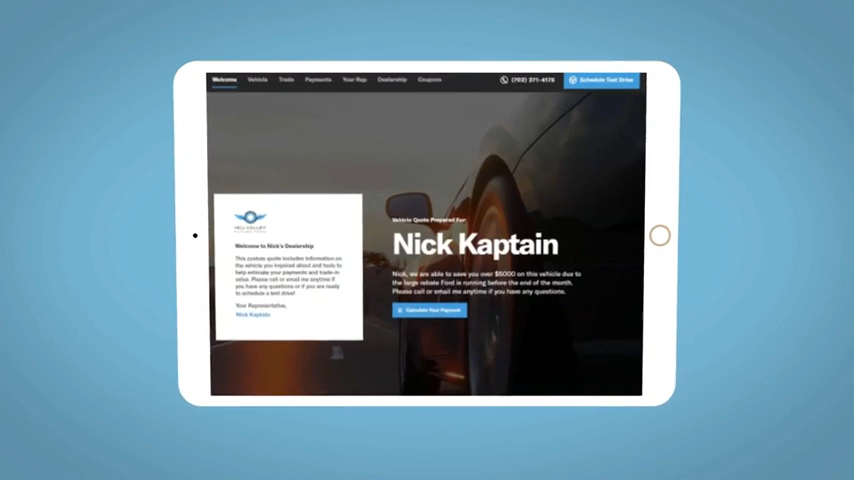 Welcome Vehicle Trade Payments Your Rep Dealership Coupons (702) 371-4176 Schedule Test Drive
Welcome to Nick's Dealership
This custom quote includes information on
the vehicle you inquired about and tools to
help estimate your payments and trade-in
value. Please call or email me anytime if
you have any questions or if you are ready
to schedule a test drive!
Your Representative,
Nick Kaptain
Vehicle Quote Prepared For:
Nick Kaptain
Nick, we are able to save you over $5000 on this vehicle due to
the large rebate Ford is running before the end of the month.
Please call or email me anytime if you have any questions.
Calculate Your Payment